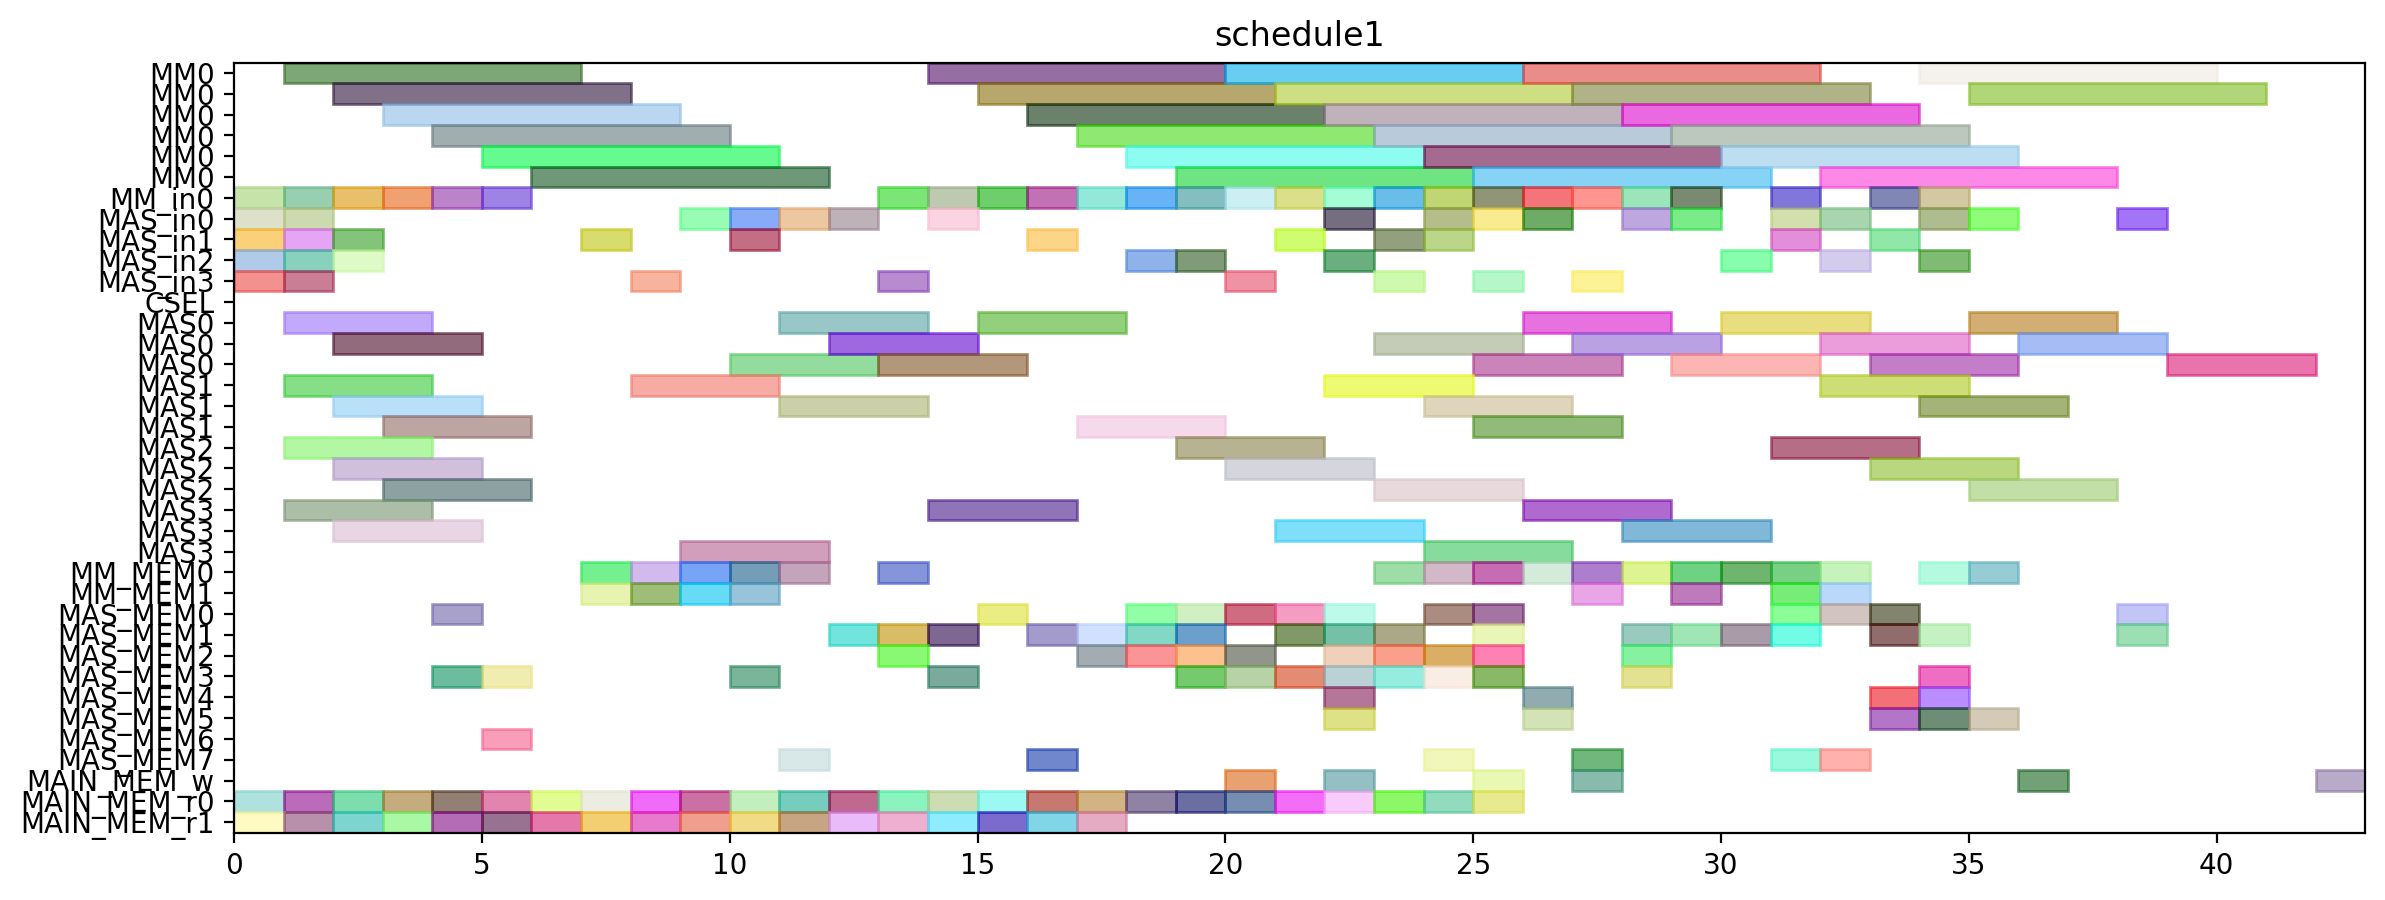 schedule1
MM0
MM0
MM0
MM0
MM0
MM0
MM_in0
MAS_in0
MAS_in1
MAS_in2
MAS_in3
CSEL
MAS0
MAS0
MAS0
MAS1
MAS1
MAS1
MAS2
MAS2
MAS2
MAS3
MAS3
MAS3
MM_MEM0
MM_MEM1
MAS_MEM0
MAS_MEM1
MAS_MEM2
MAS_MEM3
MAS_MEM4
MAS_MEM5
MAS_MEM6
MAS_MEM7
MAIN_MEM_w
MAIN_MEM_r0
MAIN_MEM_r1
0 5 10 15 20 25 30 35 40